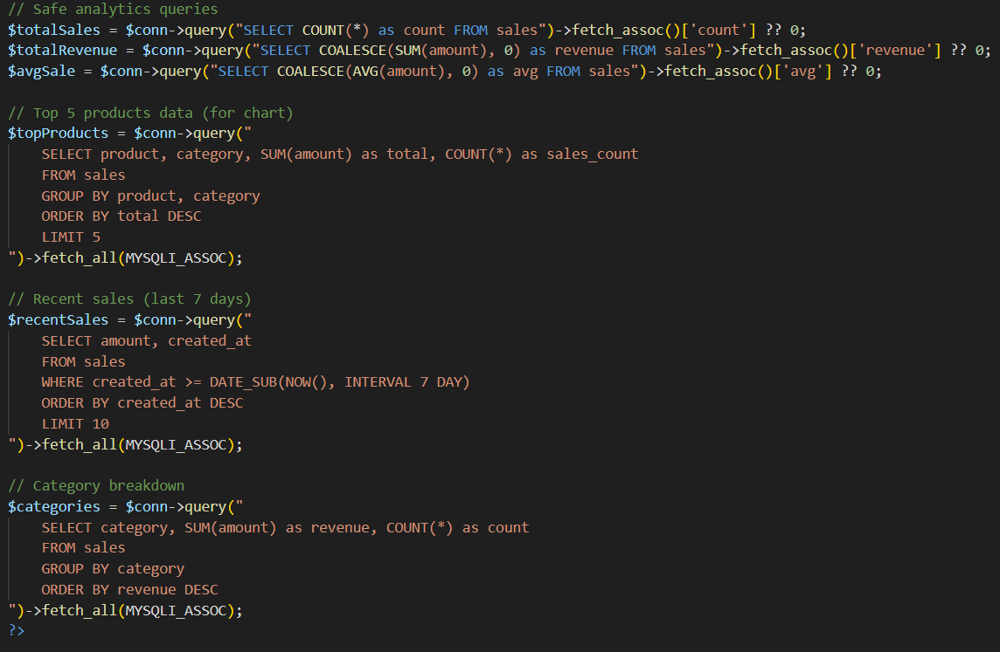 // Safe analytics queries
$totalSales = $conn->query("SELECT COUNT(*) as count FROM sales")->fetch_assoc()['count'] ?? 0;
$totalRevenue = $conn->query("SELECT COALESCE(SUM(amount), 0) as revenue FROM sales")->fetch_assoc()['revenue'] ?? 0;
$avgSale = $conn->query("SELECT COALESCE(AVG(amount), 0) as avg FROM sales")->fetch_assoc()['avg'] ?? 0;

// Top 5 products data (for chart)
$topProducts = $conn->query("
    SELECT product, category, SUM(amount) as total, COUNT(*) as sales_count
    FROM sales
    GROUP BY product, category
    ORDER BY total DESC
    LIMIT 5
")->fetch_all(MYSQLI_ASSOC);

// Recent sales (last 7 days)
$recentSales = $conn->query("
    SELECT amount, created_at
    FROM sales
    WHERE created_at >= DATE_SUB(NOW(), INTERVAL 7 DAY)
    ORDER BY created_at DESC
    LIMIT 10
")->fetch_all(MYSQLI_ASSOC);

// Category breakdown
$categories = $conn->query("
    SELECT category, SUM(amount) as revenue, COUNT(*) as count
    FROM sales
    GROUP BY category
    ORDER BY revenue DESC
")->fetch_all(MYSQLI_ASSOC);
?>